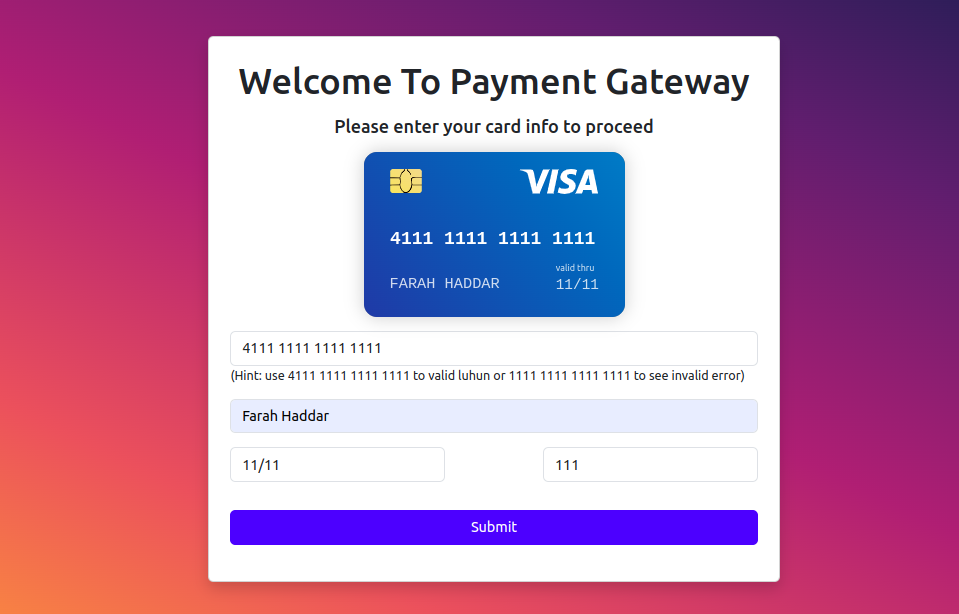 Welcome To Payment Gateway
Please enter your card info to proceed
VISA
4111 1111 1111 1111
valid thru
FARAH HADDAR 11/11
4111 1111 1111 1111
(Hint: use 4111 1111 1111 1111 to valid luhun or 1111 1111 1111 1111 to see invalid error)
Farah Haddar
11/11 111
Submit